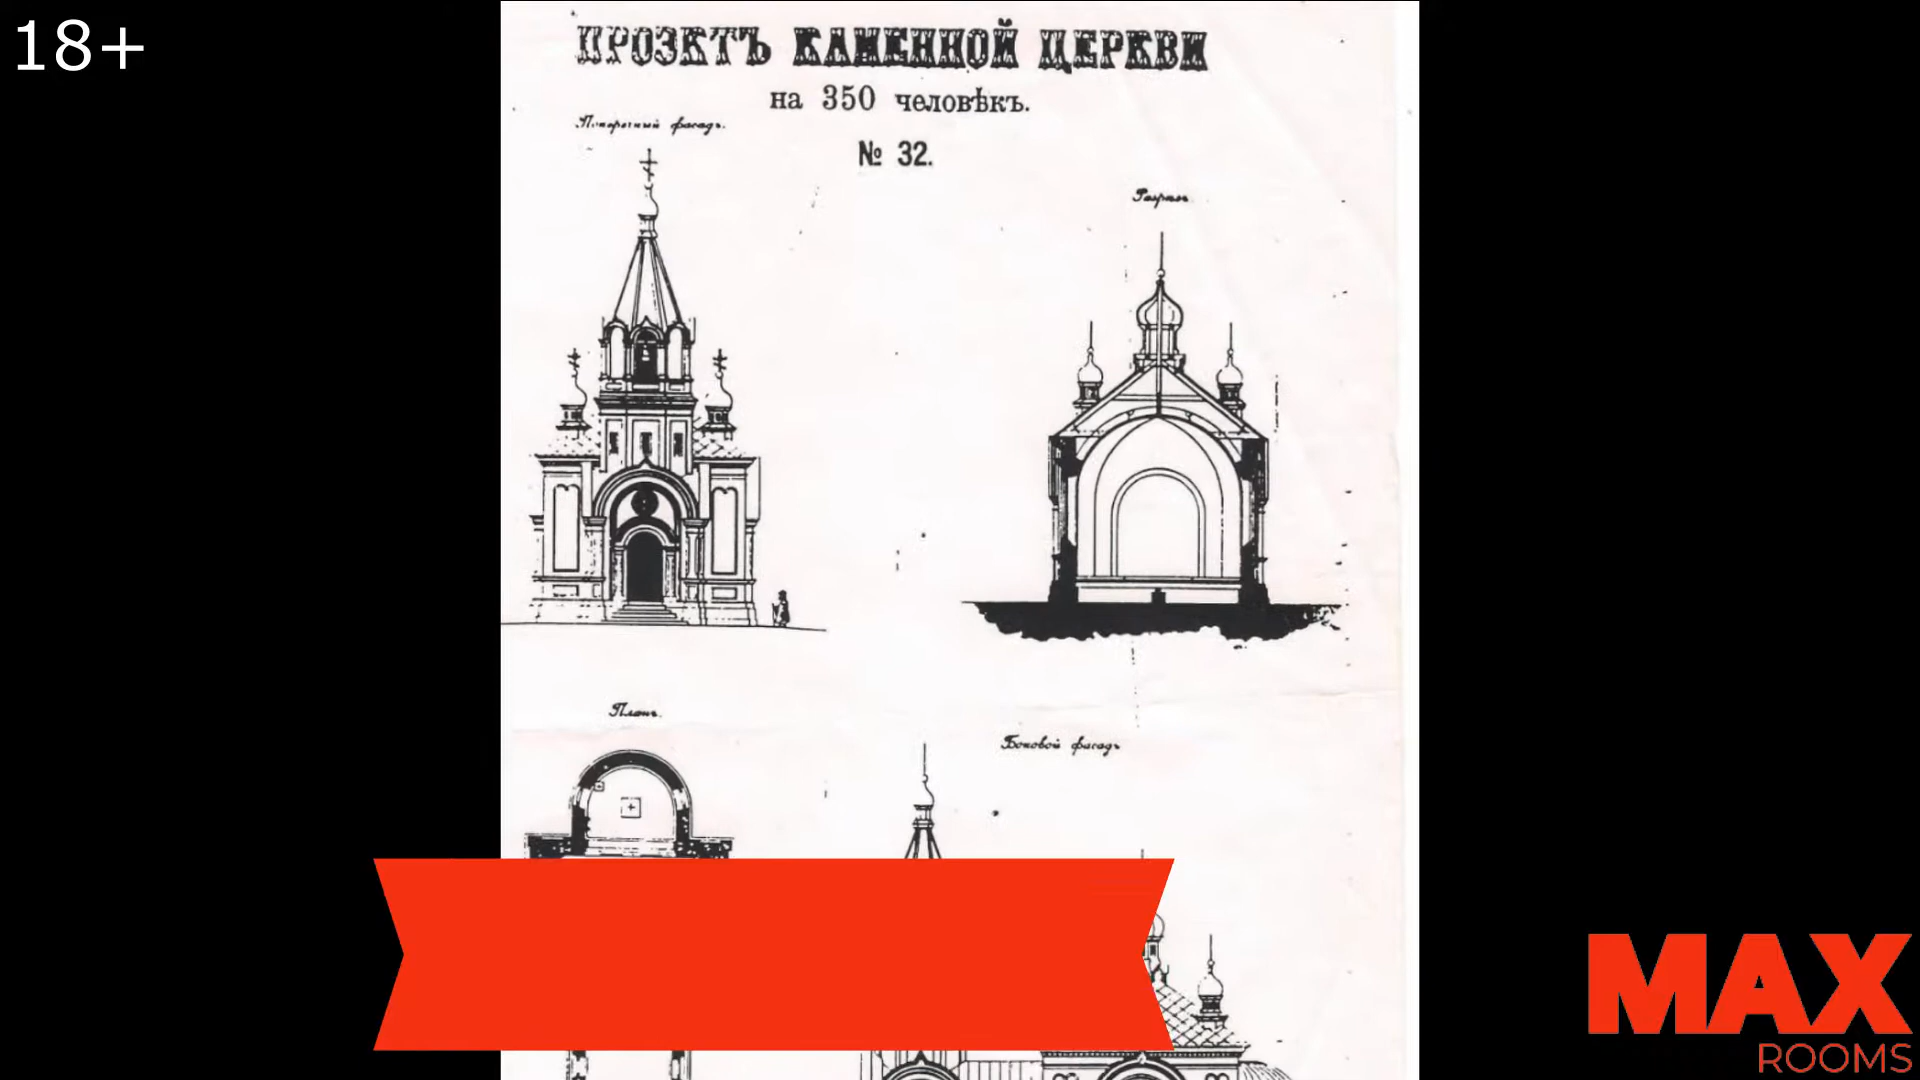 18+
ПРОЭКТЪ КАМЕННОЙ ЦЕРКВИ
на 350 человѣкъ.
Поперечный фасадъ.
№ 32.
Разрѣзъ.
Планъ.
Боковой фасадъ
MAX
ROOMS